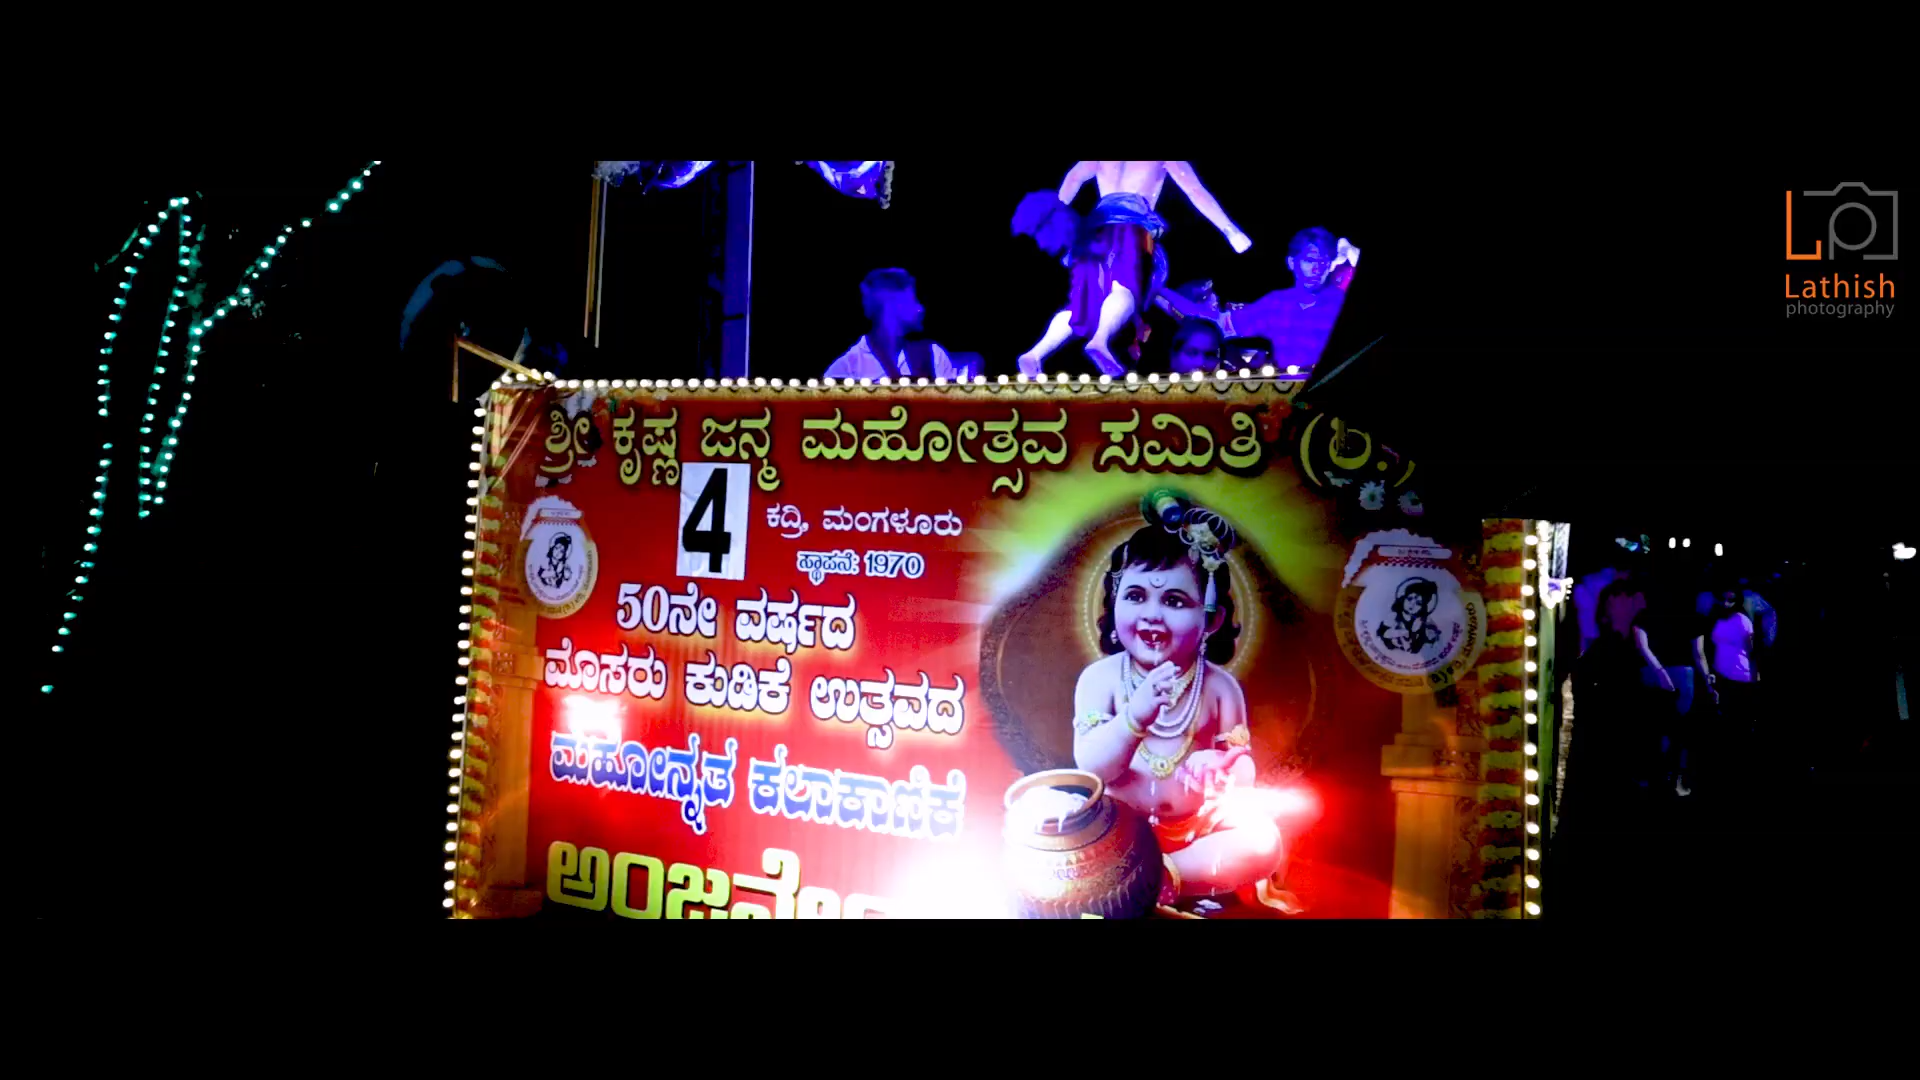 ಶ್ರೀ ಕೃಷ್ಣ ಜನ್ಮ ಮಹೋತ್ಸವ ಸಮಿತಿ (ರಿ.)
4
ಕದ್ರಿ, ಮಂಗಳೂರು
ಸ್ಥಾಪನೆ: 1970
50ನೇ ವರ್ಷದ
ಮೊಸರು ಕುಡಿಕೆ ಉತ್ಸವದ
ಮಹೋನ್ನತ ಕಲಾಕಾಣಿಕೆ
Lathish
photography